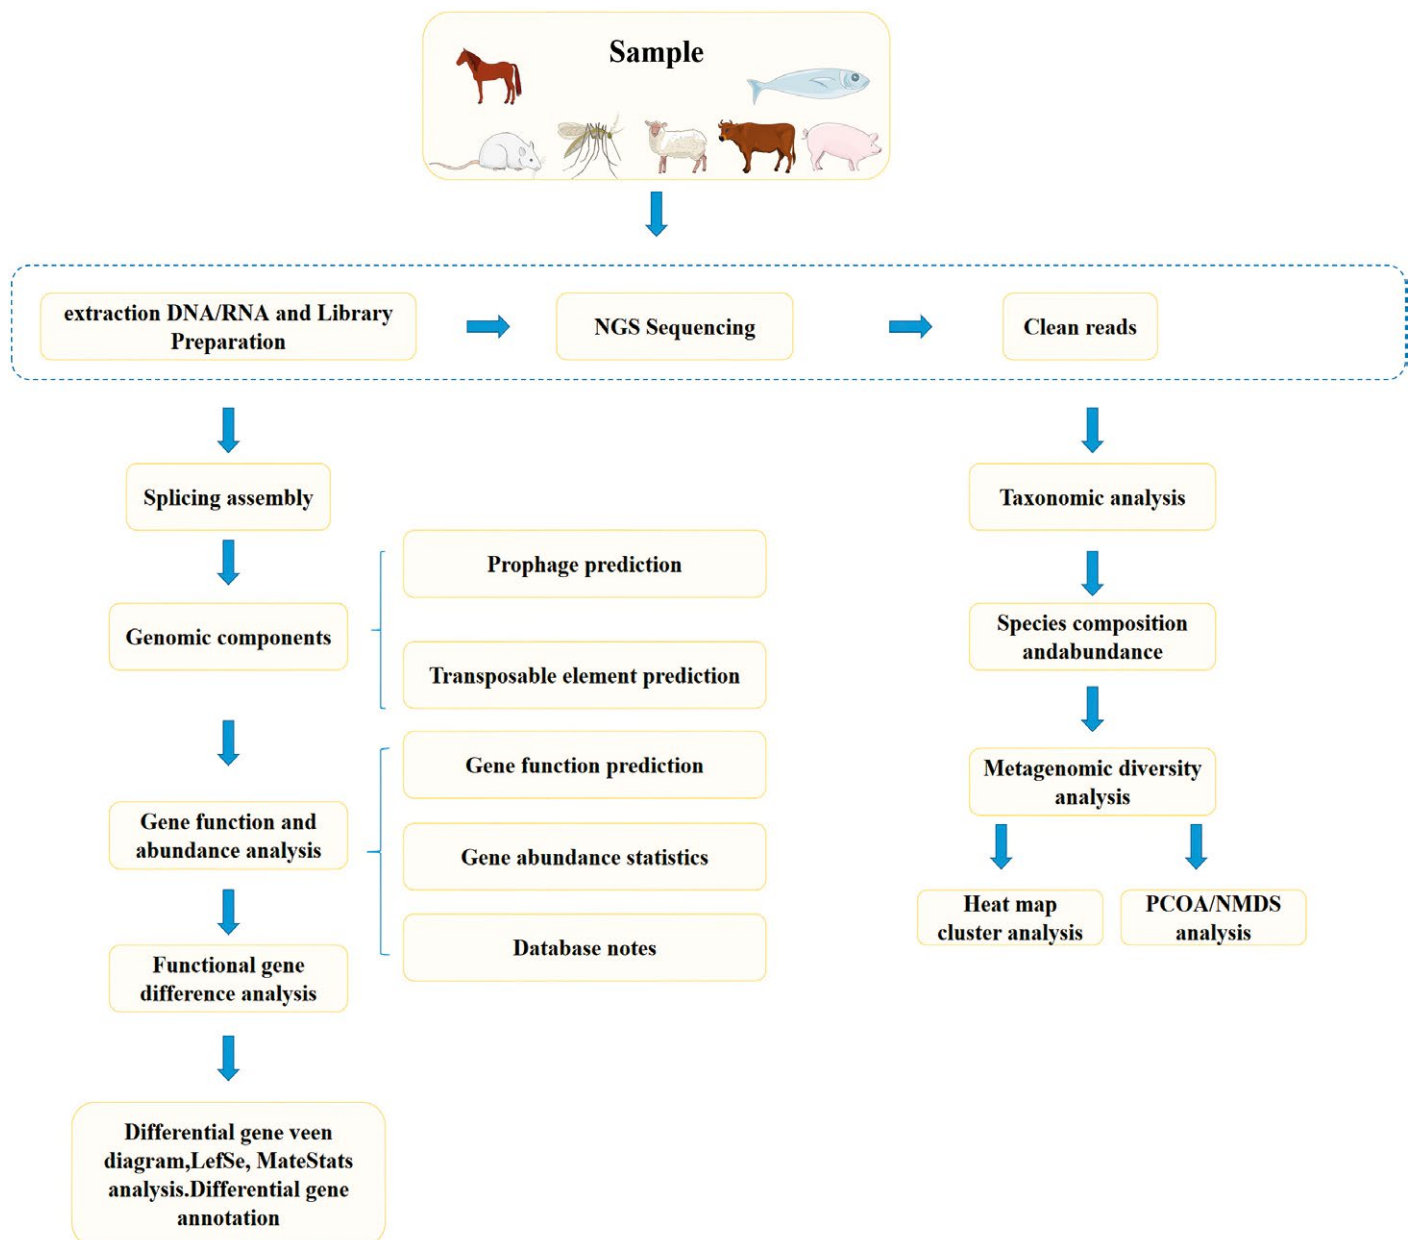 Sample
extraction DNA/RNA and Library
Preparation
NGS Sequencing
Clean reads
Splicing assembly
Genomic components
Prophage prediction
Transposable element prediction
Gene function and
abundance analysis
Gene function prediction
Gene abundance statistics
Database notes
Functional gene
difference analysis
Differential gene veen
diagram,LefSe, MateStats
analysis.Differential gene
annotation
Taxonomic analysis
Species composition
andabundance
Metagenomic diversity
analysis
Heat map
cluster analysis
PCOA/NMDS
analysis